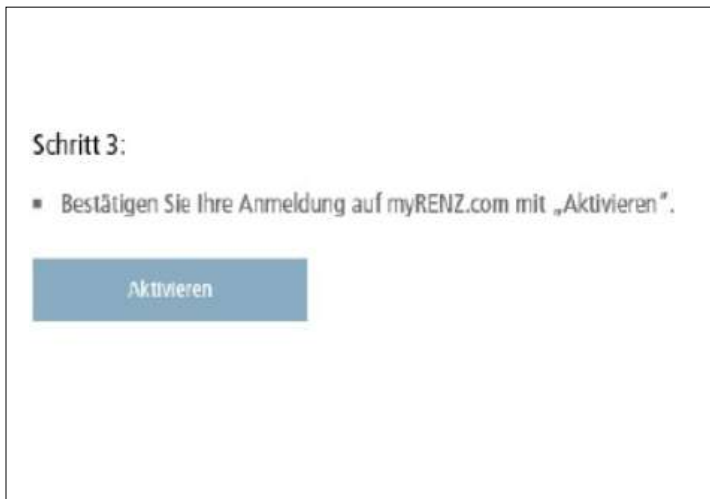 Schritt 3:
▪ Bestätigen Sie Ihre Anmeldung auf myRENZ.com mit „Aktivieren“.
Aktivieren